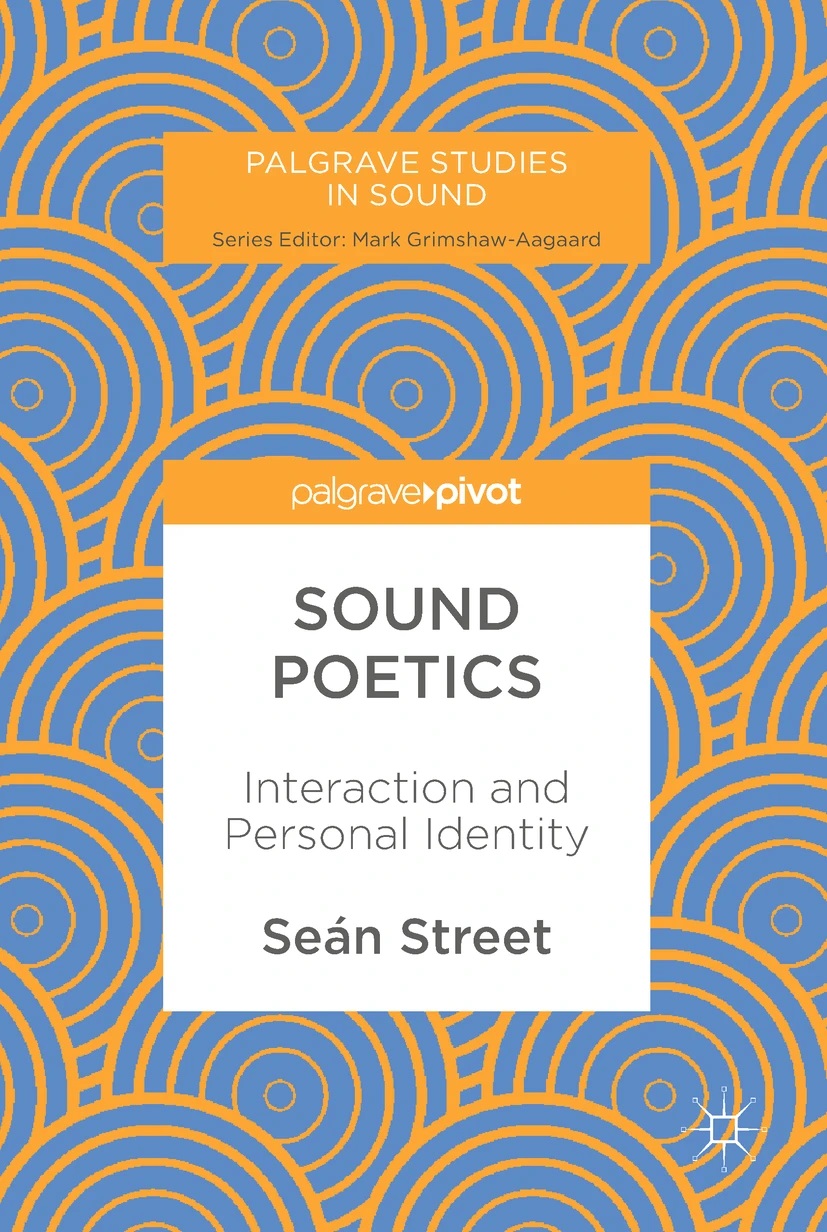 PALGRAVE STUDIES
IN SOUND
Series Editor: Mark Grimshaw-Aagaard
palgrave pivot
SOUND
POETICS
Interaction and
Personal Identity
Seán Street